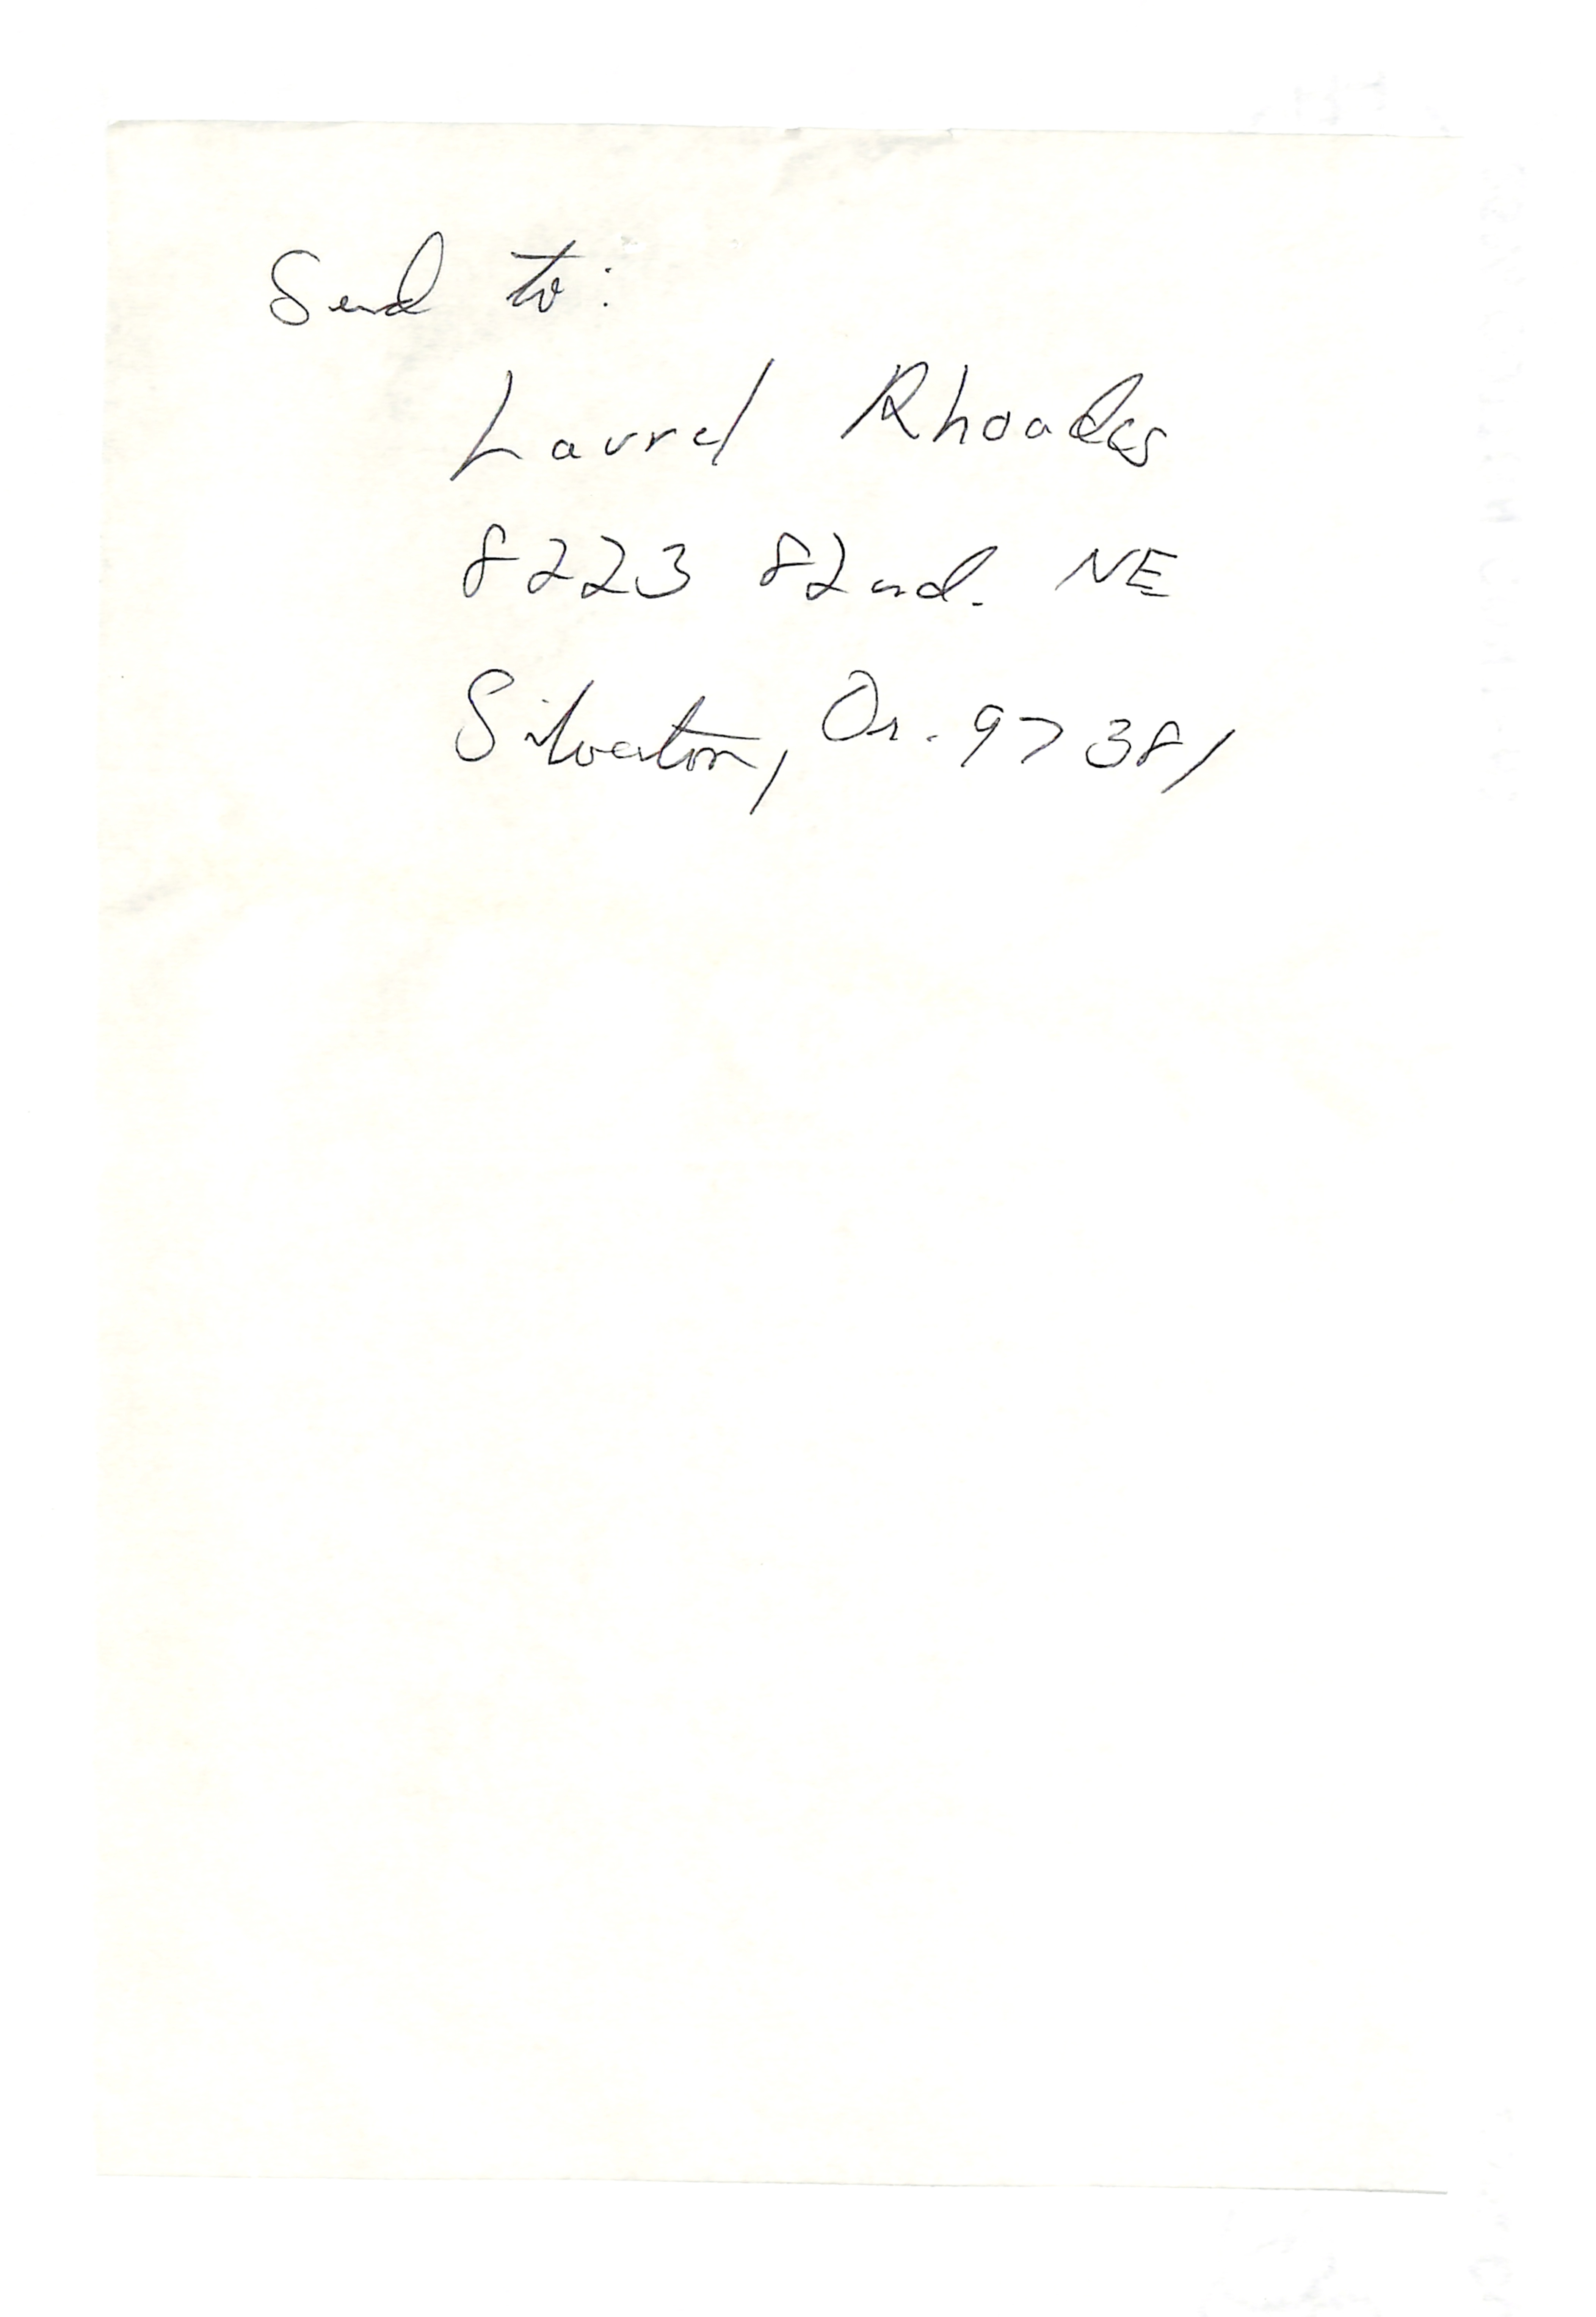 Send to:
Laurel Rhoades
8223 82nd. NE
Silverton, Or. 97381